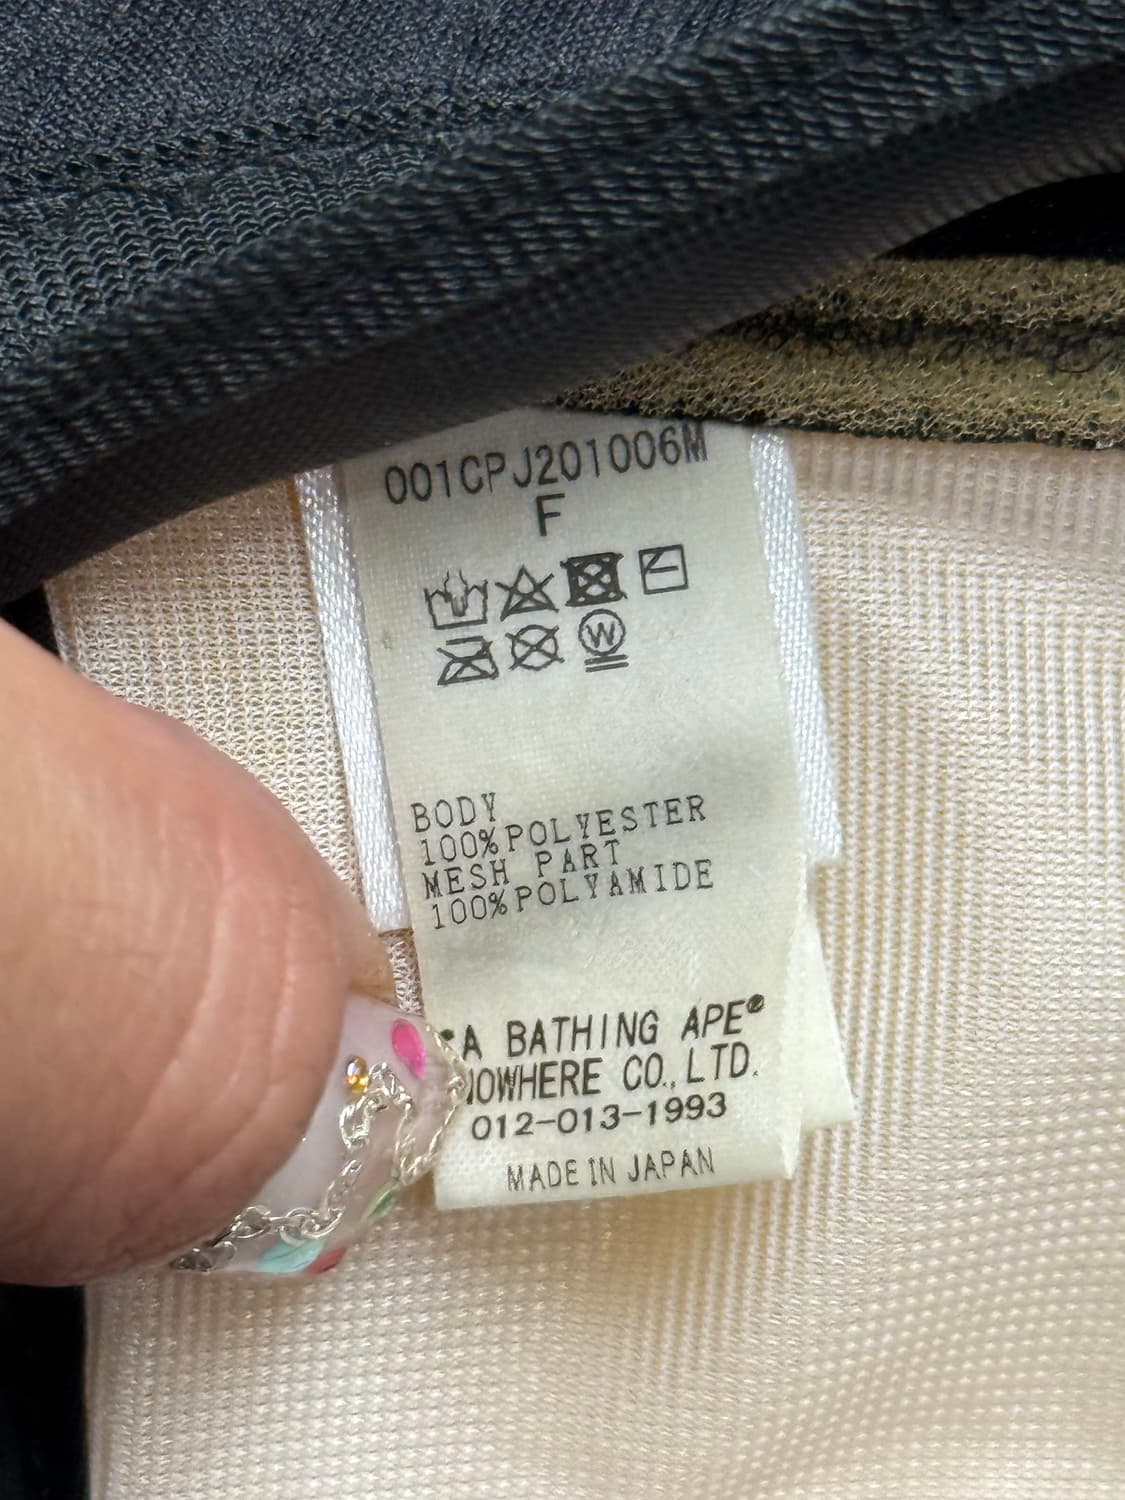 001CPJ201006M
F
W
BODY
100%POLYESTER
MESH PART
100%POLYAMIDE
A BATHING APE®
NOWHERE CO., LTD.
012-013-1993
MADE IN JAPAN